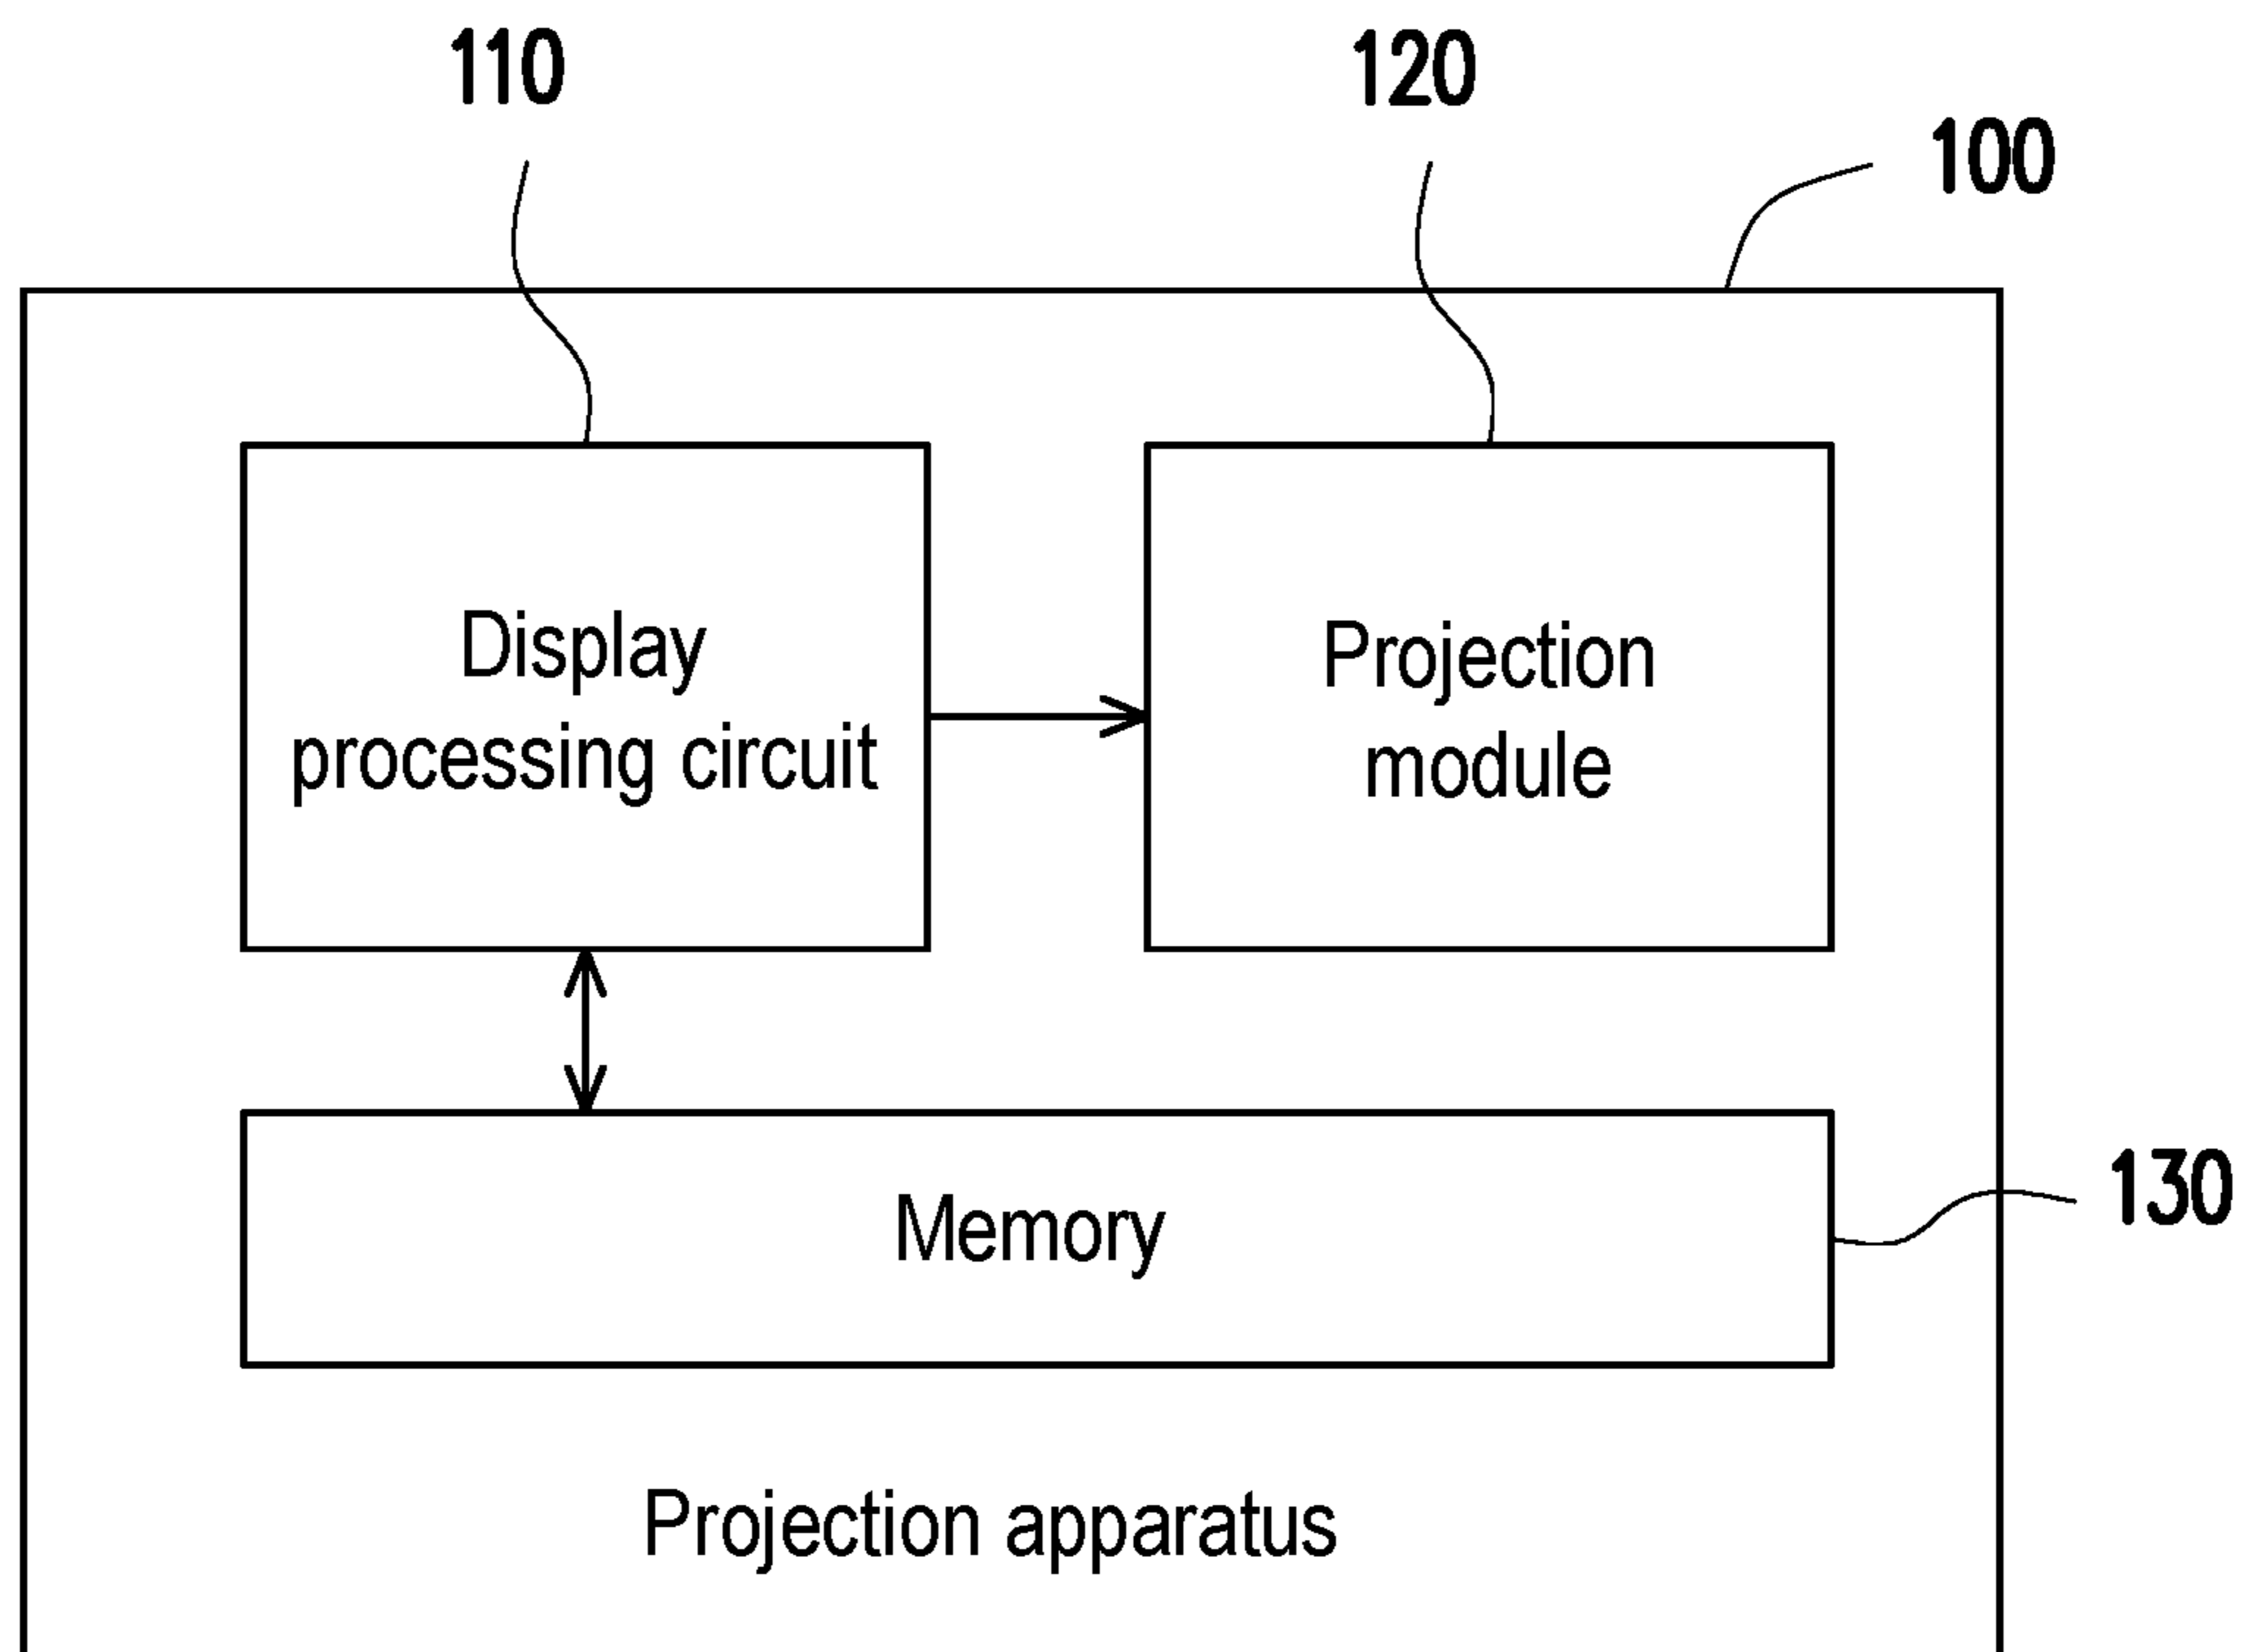 110
120
100
Display
processing circuit
Projection
module
Memory
130
Projection apparatus